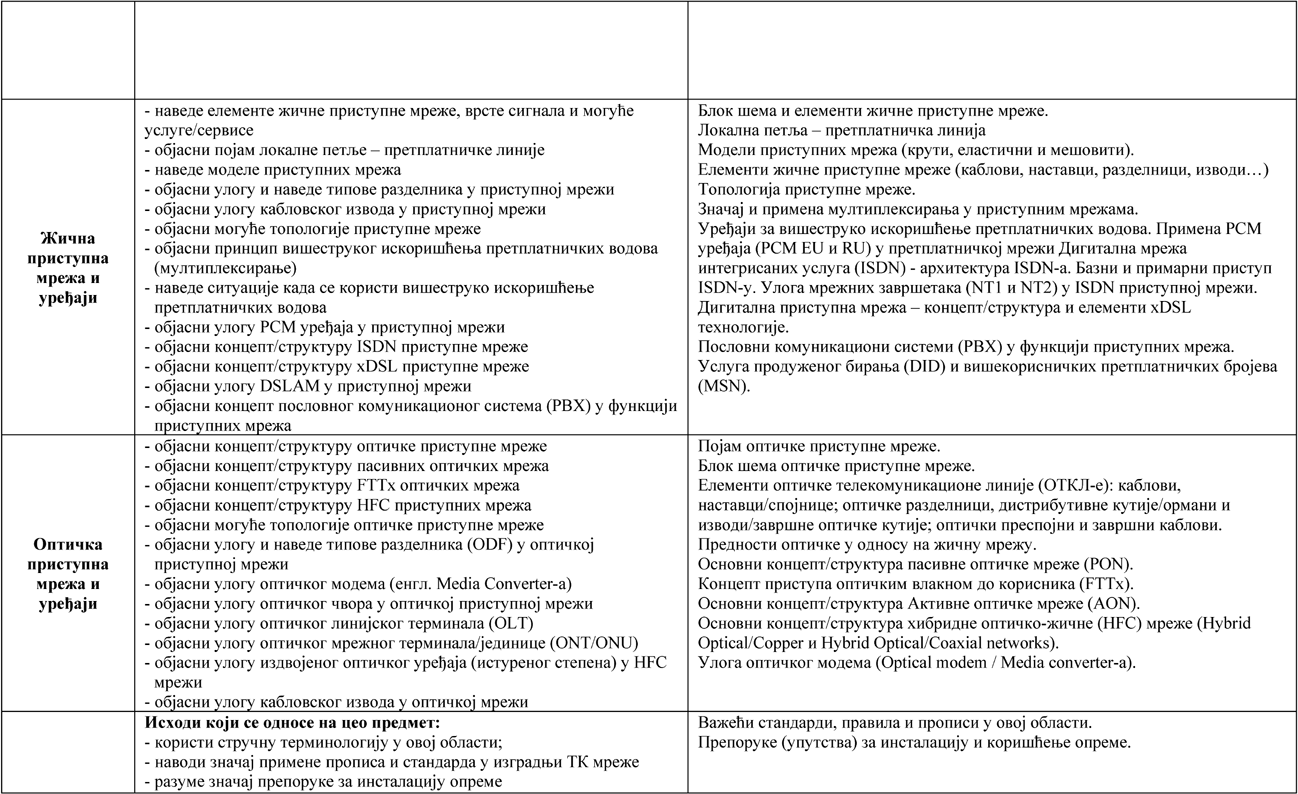 Жична
приступна
мрежа и
уређаји
- наведе елементе жичне приступне мреже, врсте сигнала и могуће
услуге/сервисе
- објасни појам локалне петље – претплатничке линије
- наведе моделе приступних мрежа
- објасни улогу и наведе типове разделника у приступној мрежи
- објасни улогу кабловског извода у приступној мрежи
- објасни могуће топологије приступне мреже
- објасни принцип вишеструког искоришћења претплатничких водова
(мултиплексирање)
- наведе ситуације када се користи вишеструко искоришћење
претплатничких водова
- објасни улогу PCM уређаја у приступној мрежи
- објасни концепт/структуру ISDN приступне мреже
- објасни концепт/структуру xDSL приступне мреже
- објасни улогу DSLAM у приступној мрежи
- објасни концепт пословног комуникационог система (PBX) у функцији
приступних мрежа
Блок шема и елементи жичне приступне мреже.
Локална петља – претплатничка линија
Модели приступних мрежа (крути, еластични и мешовити).
Елементи жичне приступне мреже (каблови, наставци, разделници, изводи…)
Топологија приступне мреже.
Значај и примена мултиплексирања у приступним мрежама.
Уређаји за вишеструко искоришћење претплатничких водова. Примена PCM
уређаја (PCM EU и RU) у претплатничкој мрежи Дигитална мрежа
интегрисаних услуга (ISDN) - архитектура ISDN-a. Базни и примарни приступ
ISDN-у. Улога мрежних завршетака (NT1 и NT2) у ISDN приступној мрежи.
Дигитална приступна мрежа – концепт/структура и елементи xDSL
технологије.
Пословни комуникациони системи (PBX) у функцији приступних мрежа.
Услуга продуженог бирања (DID) и вишекорисничких претплатничких бројева
(MSN).
Оптичка
приступна
мрежа и
уређаји
- објасни концепт/структуру оптичке приступне мреже
- објасни концепт/структуру пасивних оптичких мрежа
- објасни концепт/структуру FTTx оптичких мрежа
- објасни концепт/структуру HFC приступних мрежа
- објасни могуће топологије оптичке приступне мреже
- објасни улогу и наведе типове разделника (ODF) у оптичкој
приступној мрежи
- објасни улогу оптичког модема (енгл. Media Converter-a)
- објасни улогу оптичког чвора у оптичкој приступној мрежи
- објасни улогу оптичког линијског терминала (OLT)
- објасни улогу оптичког мрежног терминала/јединице (ONT/ONU)
- објасни улогу издвојеног оптичког уређаја (истуреног степена) у HFC
мрежи
- објасни улогу кабловског извода у оптичкој мрежи
Појам оптичке приступне мреже.
Блок шема оптичке приступне мреже.
Елементи оптичке телекомуникационе линије (ОТКЛ-е): каблови,
наставци/спојнице; оптичке разделници, дистрибутивне кутије/ормани и
изводи/завршне оптичке кутије; оптички преспојни и завршни каблови.
Предности оптичке у односу на жичну мрежу.
Основни концепт/структура пасивне оптичке мреже (PON).
Концепт приступа оптичким влакном до корисника (FTTx).
Основни концепт/структура Активне оптичке мреже (AON).
Основни концепт/структура хибридне оптичко-жичне (HFC) мреже (Hybrid
Optical/Copper и Hybrid Optical/Coaxial networks).
Улога оптичког модема (Optical modem / Media converter-a).
Исходи који се односе на цео предмет:
- користи стручну терминологију у овој области;
- наводи значај примене прописа и стандарда у изградњи ТК мреже
- разуме значај препоруке за инсталацију опреме
Важећи стандарди, правила и прописи у овој области.
Препоруке (упутства) за инсталацију и коришћење опреме.